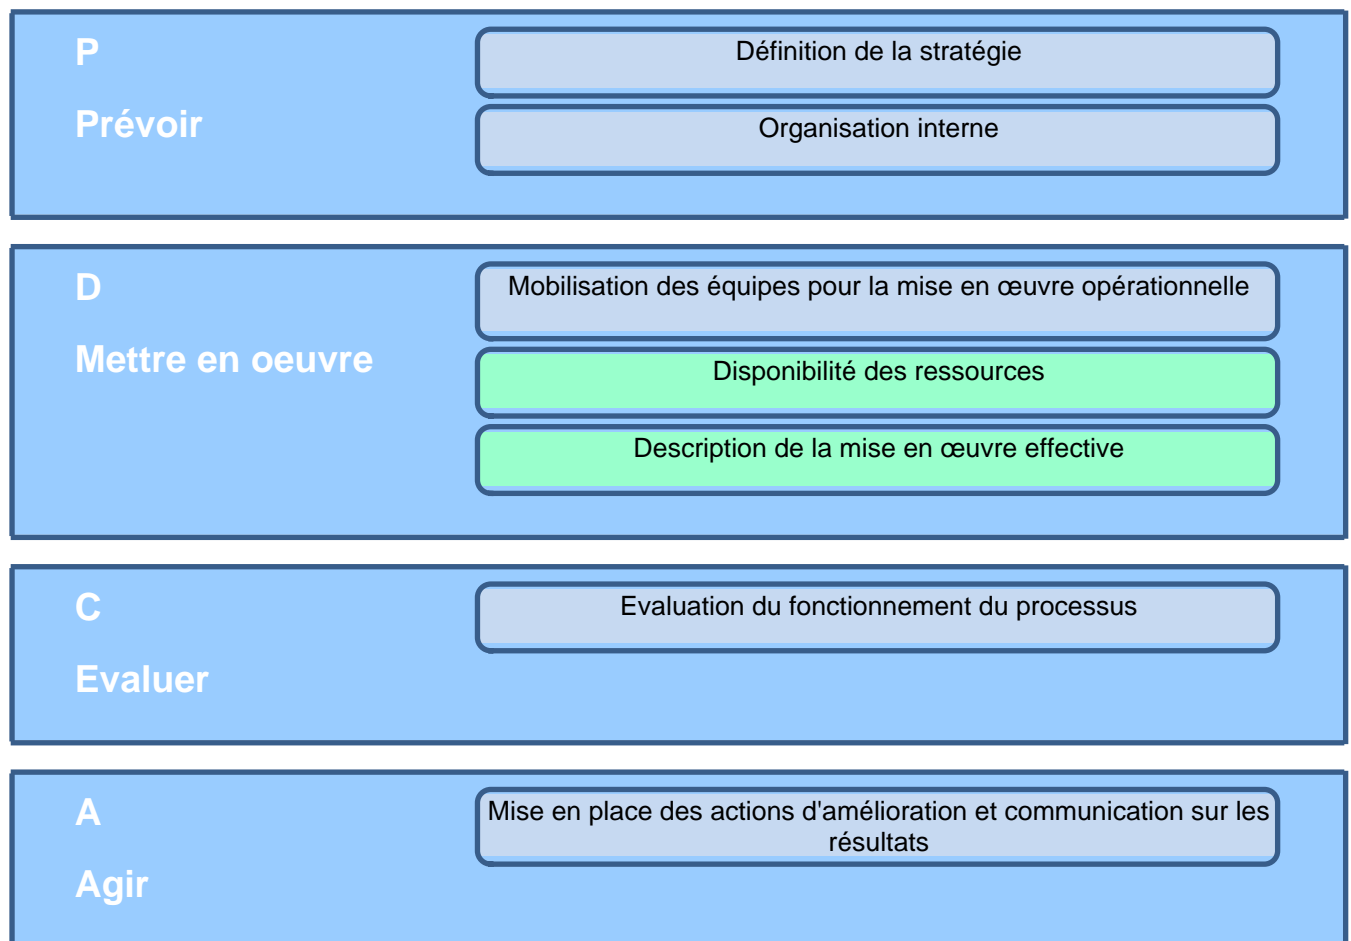 P
Définition de la stratégie
Prévoir
Organisation interne
D
Mobilisation des équipes pour la mise en œuvre opérationnelle
Mettre en oeuvre
Disponibilité des ressources
Description de la mise en œuvre effective
C
Evaluation du fonctionnement du processus
Evaluer
A
Mise en place des actions d'amélioration et communication sur les
résultats
Agir